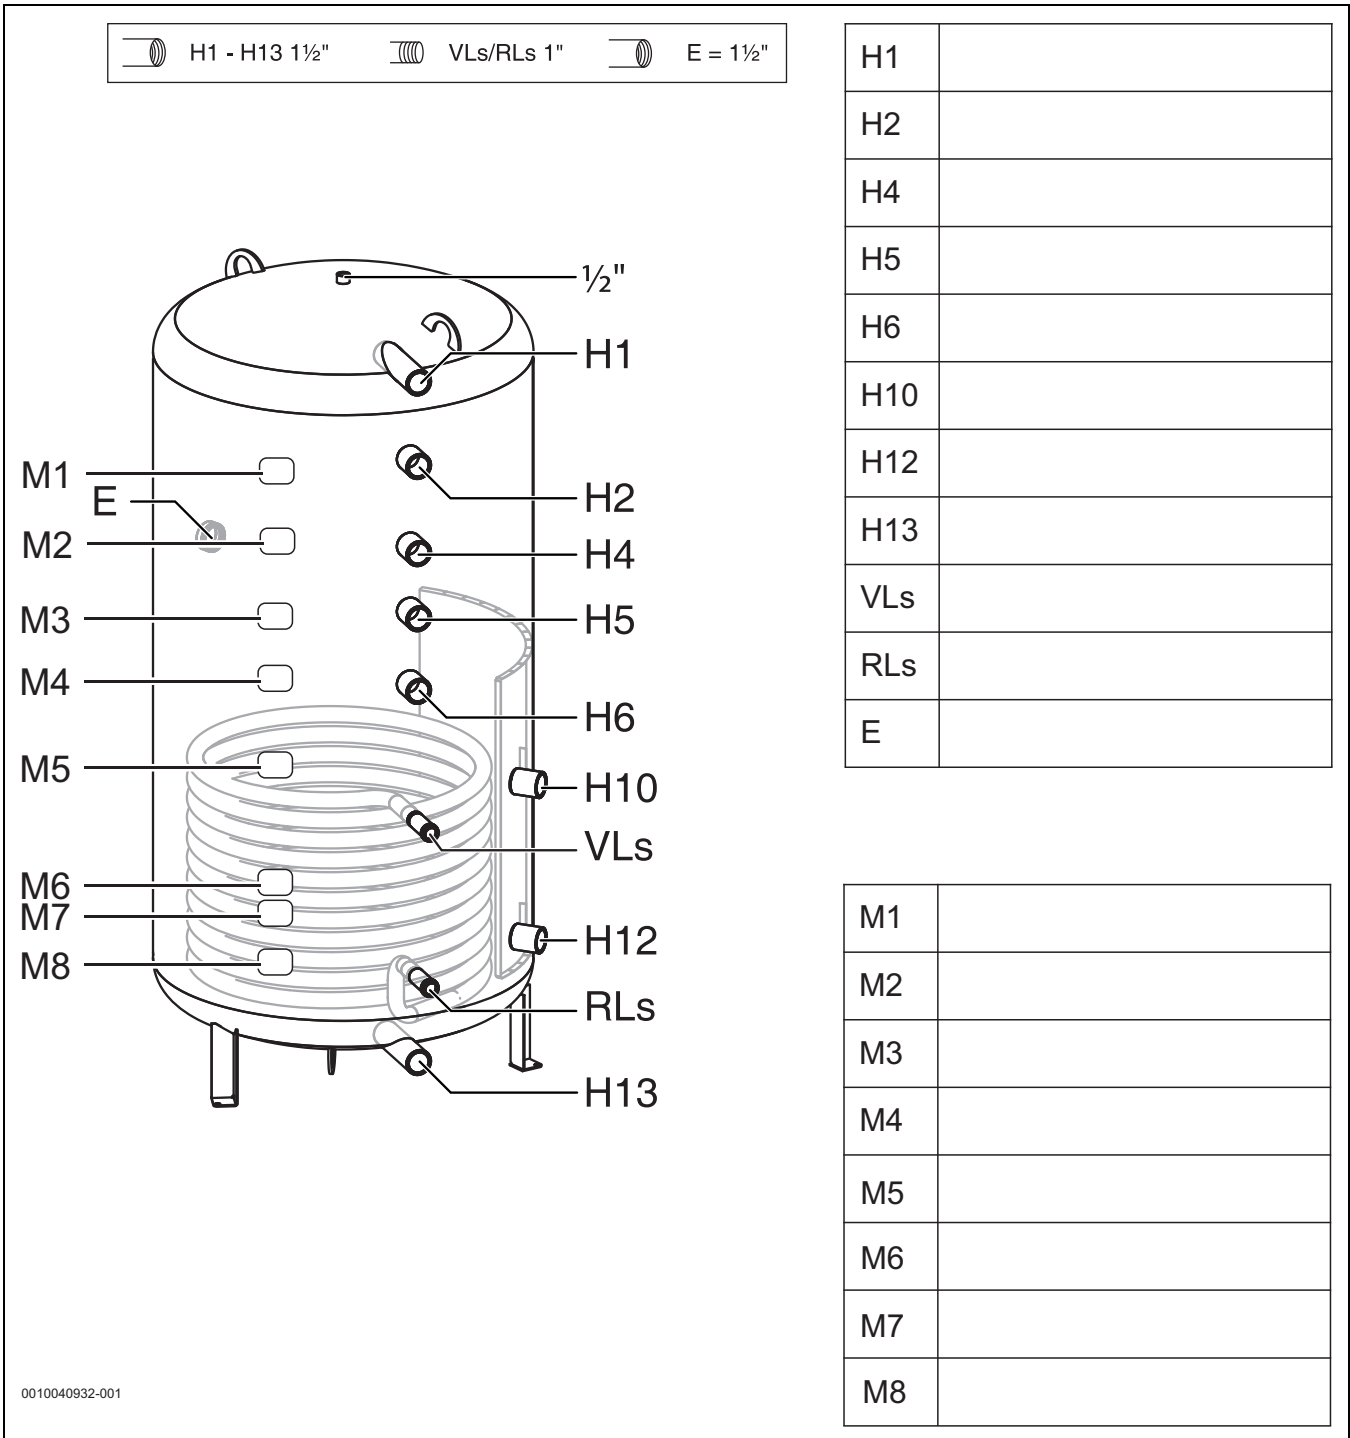 H1 - H13 1½" VLs/RLs 1" E = 1½"
½"
H1
H2
H4
H5
H6
H10
VLs
H12
RLs
H13
M1
E
M2
M3
M4
M5
M6
M7
M8
H1
H2
H4
H5
H6
H10
H12
H13
VLs
RLs
E
M1
M2
M3
M4
M5
M6
M7
M8
0010040932-001